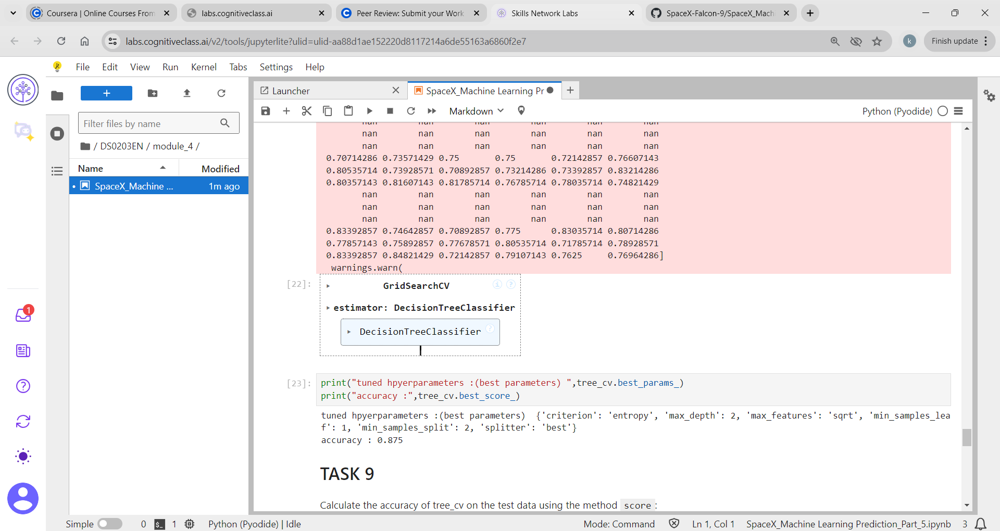 Coursera | Online Courses From
labs.cognitiveclass.ai
Peer Review: Submit your Work
Skills Network Labs
SpaceX-Falcon-9/SpaceX_Mach
labs.cognitiveclass.ai/v2/tools/jupyterlite?ulid=ulid-aa88d1ae152220d8117214a6de55163a6860f2e7
k
Finish update
File Edit View Run Kernel Tabs Settings Help
Launcher
SpaceX_Machine Learning Pr
Markdown
Python (Pyodide)
Filter files by name
/ DS0203EN / module_4 /
Name Modified
SpaceX_Machine ... 1m ago
1
nan nan nan nan nan nan
nan nan nan nan nan nan
nan nan nan nan nan nan
0.70714286 0.73571429 0.75 0.75 0.72142857 0.76607143
0.80535714 0.73928571 0.70892857 0.73214286 0.73392857 0.83214286
0.80357143 0.81607143 0.81785714 0.76785714 0.78035714 0.74821429
nan nan nan nan nan nan
nan nan nan nan nan nan
nan nan nan nan nan nan
0.83392857 0.74642857 0.70892857 0.775 0.83035714 0.80714286
0.77857143 0.75892857 0.77678571 0.80535714 0.71785714 0.78928571
0.83392857 0.84821429 0.72142857 0.79107143 0.7625 0.76964286]
warnings.warn(
[22]:
GridSearchCV
estimator: DecisionTreeClassifier
DecisionTreeClassifier
[23]:
print("tuned hpyerparameters :(best parameters) ",tree_cv.best_params_)
print("accuracy :",tree_cv.best_score_)
tuned hpyerparameters :(best parameters)  {'criterion': 'entropy', 'max_depth': 2, 'max_features': 'sqrt', 'min_samples_lea
f': 1, 'min_samples_split': 2, 'splitter': 'best'}
accuracy : 0.875
TASK 9
Calculate the accuracy of tree_cv on the test data using the method score :
Simple 0 1 Python (Pyodide) | Idle Mode: Command Ln 1, Col 1 SpaceX_Machine Learning Prediction_Part_5.ipynb 3